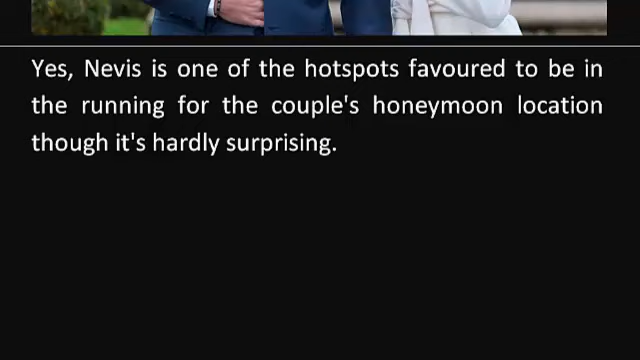 Yes, Nevis is one of the hotspots favoured to be in
the running for the couple's honeymoon location
though it's hardly surprising.